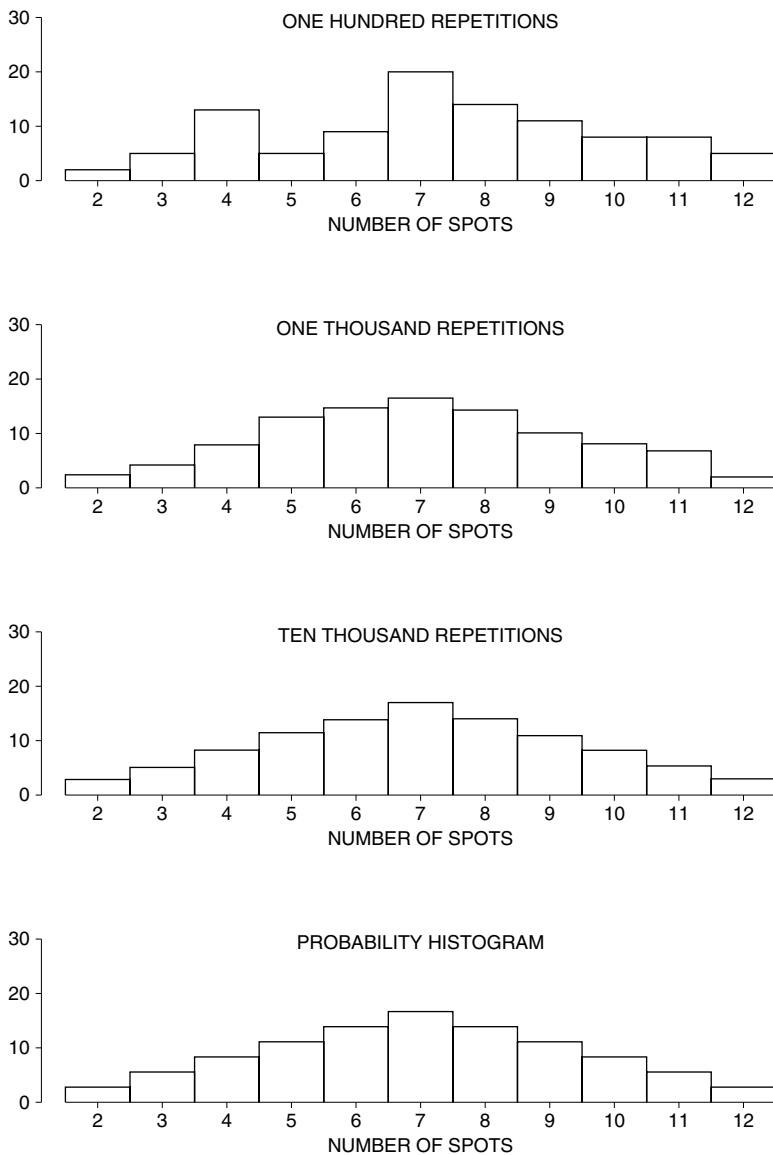 ONE HUNDRED REPETITIONS
30
20
10
0
2 3 4 5 6 7 8 9 10 11 12
NUMBER OF SPOTS
ONE THOUSAND REPETITIONS
30
20
10
0
2 3 4 5 6 7 8 9 10 11 12
NUMBER OF SPOTS
TEN THOUSAND REPETITIONS
30
20
10
0
2 3 4 5 6 7 8 9 10 11 12
NUMBER OF SPOTS
PROBABILITY HISTOGRAM
30
20
10
0
2 3 4 5 6 7 8 9 10 11 12
NUMBER OF SPOTS